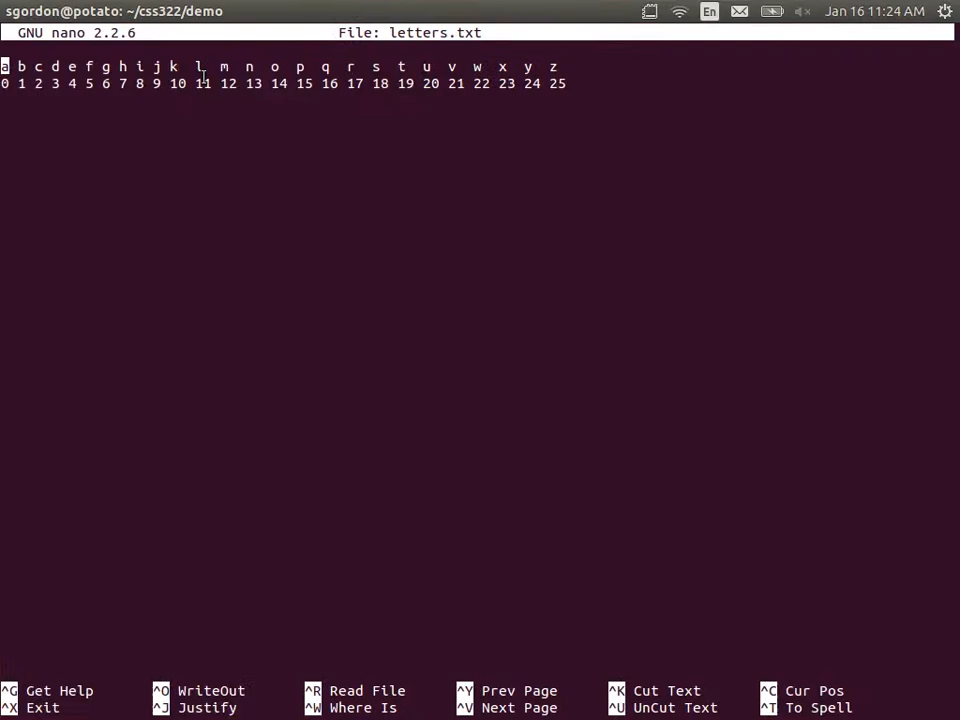 sgordon@potato: ~/css322/demo En Jan 16 11:24 AM
GNU nano 2.2.6 File: letters.txt
a b c d e f g h i j k l m n o p q r s t u v w x y z
0 1 2 3 4 5 6 7 8 9 10 11 12 13 14 15 16 17 18 19 20 21 22 23 24 25
^G Get Help ^O WriteOut ^R Read File ^Y Prev Page ^K Cut Text ^C Cur Pos
^X Exit ^J Justify ^W Where Is ^V Next Page ^U UnCut Text ^T To Spell